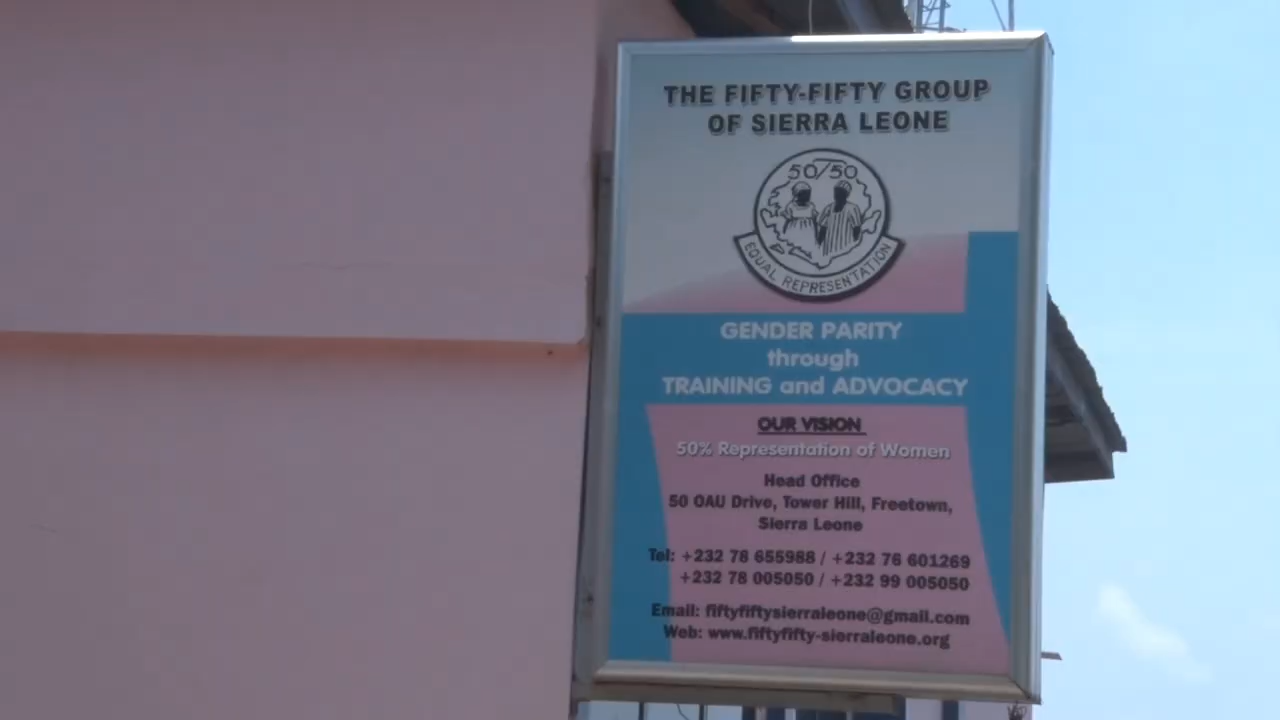 THE FIFTY-FIFTY GROUP
OF SIERRA LEONE
50/50
EQUAL REPRESENTATION
GENDER PARITY
through
TRAINING and ADVOCACY
OUR VISION
50% Representation of Women
Head Office
50 OAU Drive, Tower Hill, Freetown,
Sierra Leone
Tel: +232 78 655988 / +232 76 601269
+232 78 005050 / +232 99 005050
Email: fiftyfiftysierraleone@gmail.com
Web: www.fiftyfifty-sierraleone.org